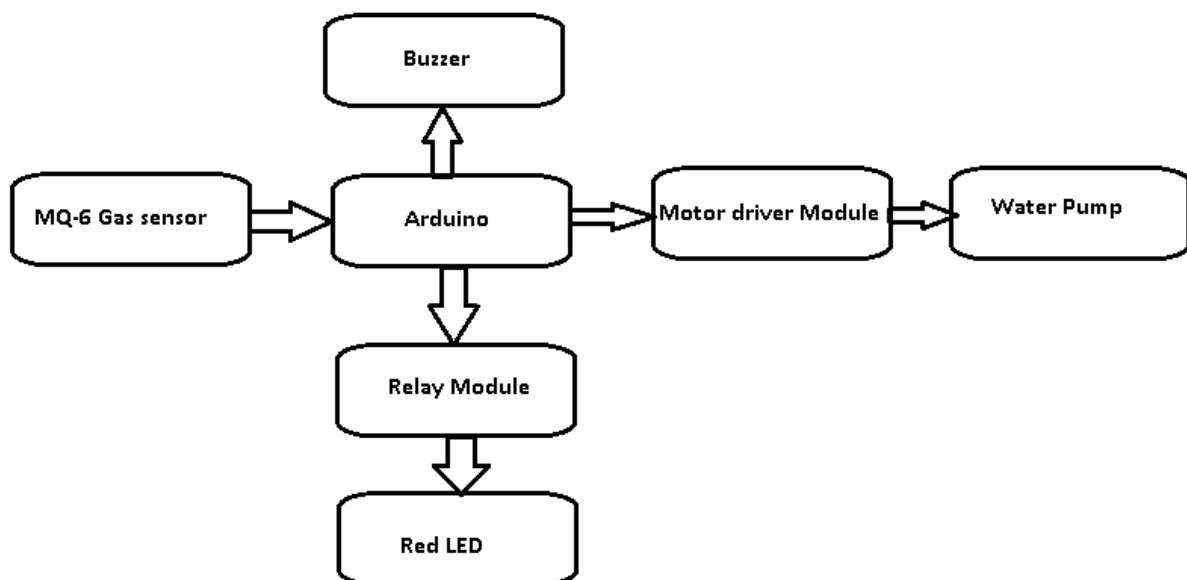 Buzzer
MQ-6 Gas sensor
Arduino
Motor driver Module
Water Pump
Relay Module
Red LED